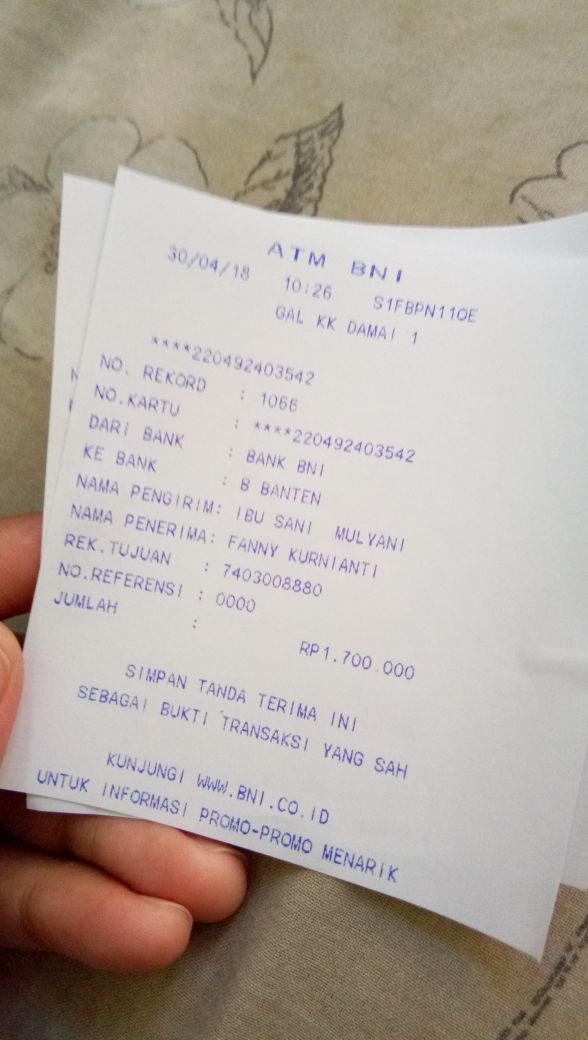 ATM BNI
30/04/18 10:26 S1FBPN110E
GAL KK DAMAI 1
****220492403542
NO. REKORD : 1066
NO.KARTU : ****220492403542
DARI BANK : BANK BNI
KE BANK : B BANTEN
NAMA PENGIRIM: IBU SANI MULYANI
NAMA PENERIMA: FANNY KURNIANTI
REK.TUJUAN : 7403008880
NO.REFERENSI : 0000
JUMLAH :
RP1.700.000
SIMPAN TANDA TERIMA INI
SEBAGAI BUKTI TRANSAKSI YANG SAH
KUNJUNGI WWW.BNI.CO.ID
UNTUK INFORMASI PROMO-PROMO MENARIK